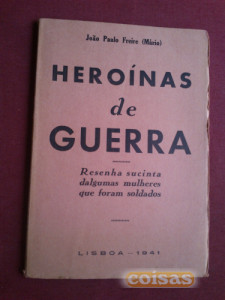 João Paulo Freire (Mário)
HEROÍNAS
de
GUERRA
Resenha sucinta
dalgumas mulheres
que foram soldados
LISBOA - 1941
coisas